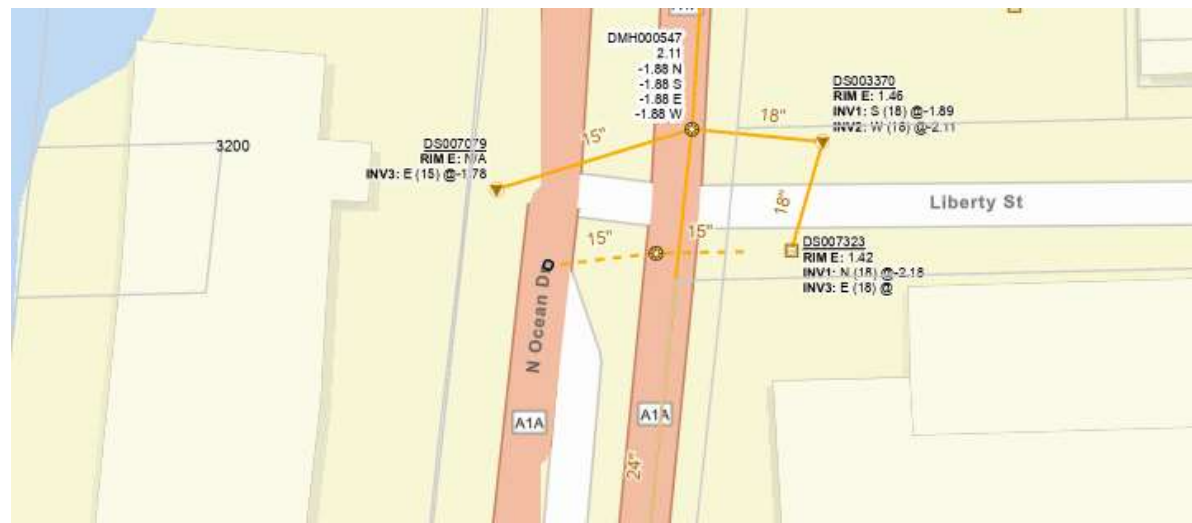 A1A
DMH000547
2.11
-1.88 N
-1.88 S
-1.88 E
-1.88 W
18"
DS003370
RIM E: 1.46
INV1: S (18) @-1.89
INV2: W (18) @-2.11
15"
DS007079
RIM E: N/A
INV3: E (15) @-1.78
3200
18"
Liberty St
15"
15"
DS007323
RIM E: 1.42
INV1: N (18) @-2.18
INV3: E (18) @
N Ocean Dr
A1A
A1A
24"